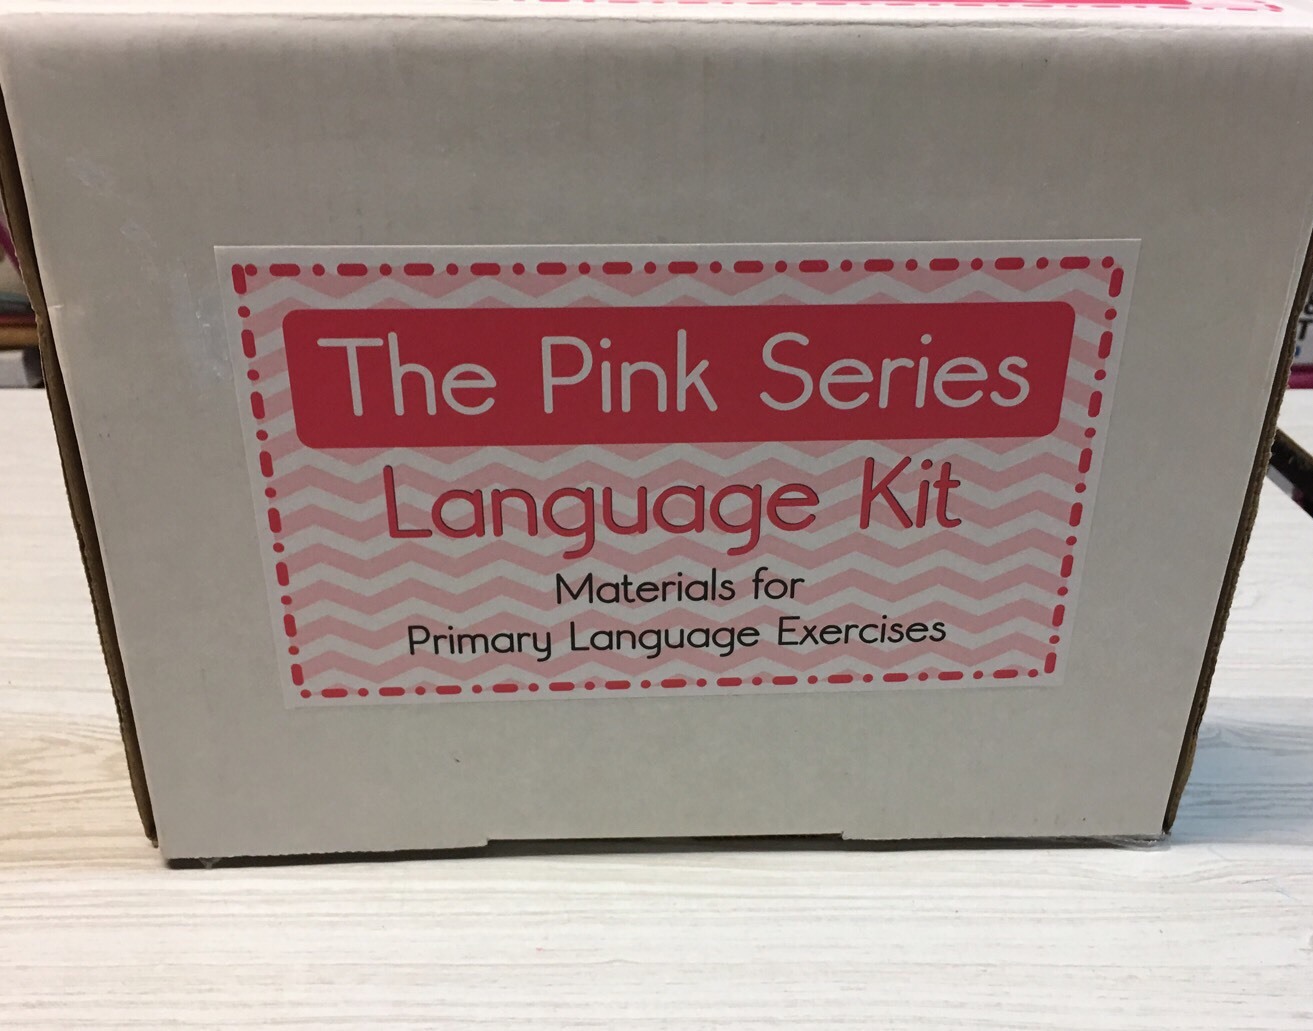 The Pink Series
Language Kit
Materials for
Primary Language Exercises